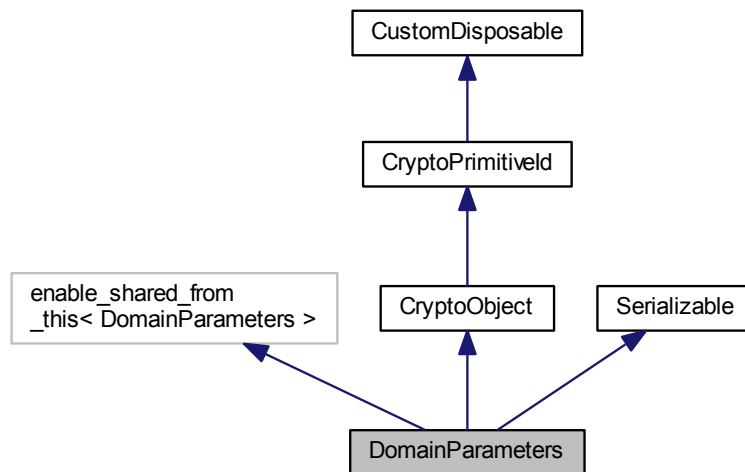 CustomDisposable
CryptoPrimitiveId
enable_shared_from
_this< DomainParameters >
CryptoObject
Serializable
DomainParameters